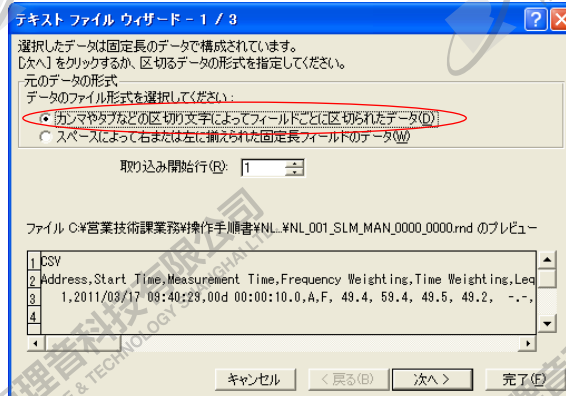 テキスト ファイル ウィザード - 1 / 3
選択したデータは固定長のデータで構成されています。
[次へ] をクリックするか、区切るデータの形式を指定してください。
元のデータの形式
データのファイル形式を選択してください:
カンマやタブなどの区切り文字によってフィールドごとに区切られたデータ(D)
スペースによって右または左に揃えられた固定長フィールドのデータ(W)
取り込み開始行(R): 1
ファイル C:¥営業技術課業務¥操作手順書¥NL...¥NL_001_SLM_MAN_0000_0000.rnd のプレビュー
1 CSV
2 Address,Start Time,Measurement Time,Frequency Weighting,Time Weighting,Leq
3 1,2011/03/17 09:40:29,00d 00:00:10.0,A,F, 49.4, 59.4, 49.5, 49.2, -.-,
4
キャンセル < 戻る(B) 次へ > 完了(F)
理音科技
SHANGHAI LTD
& TECHNOLOGY
理音